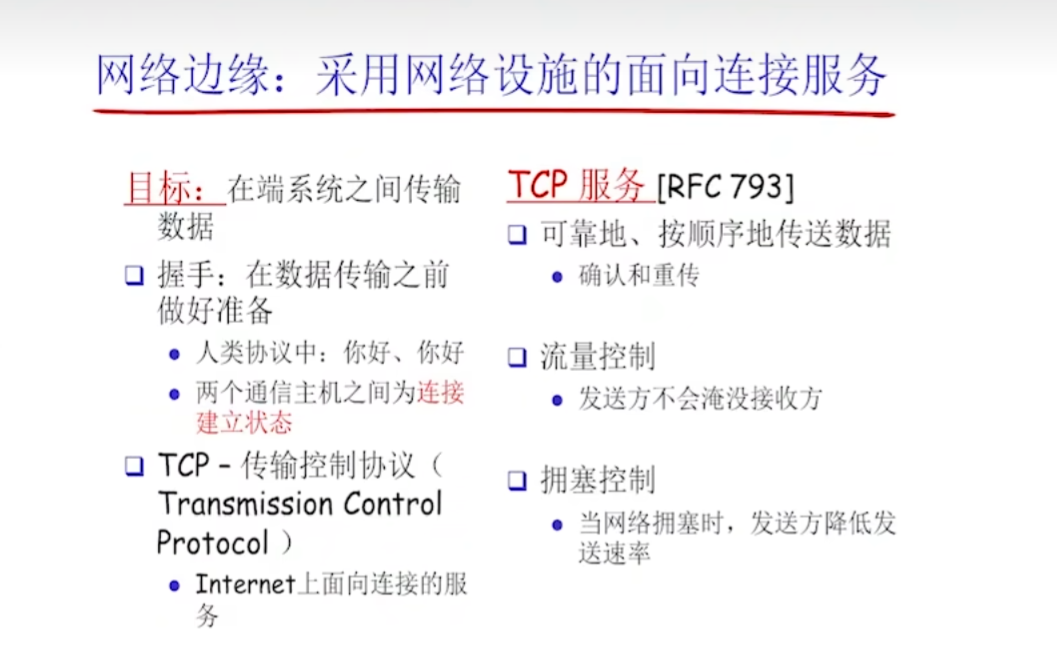 网络边缘：采用网络设施的面向连接服务
目标：在端系统之间传输
数据
握手：在数据传输之前
做好准备
人类协议中：你好、你好
两个通信主机之间为连接
建立状态
TCP – 传输控制协议（
Transmission Control
Protocol ）
Internet上面向连接的服
务
TCP 服务 [RFC 793]
可靠地、按顺序地传送数据
确认和重传
流量控制
发送方不会淹没接收方
拥塞控制
当网络拥塞时，发送方降低发
送速率